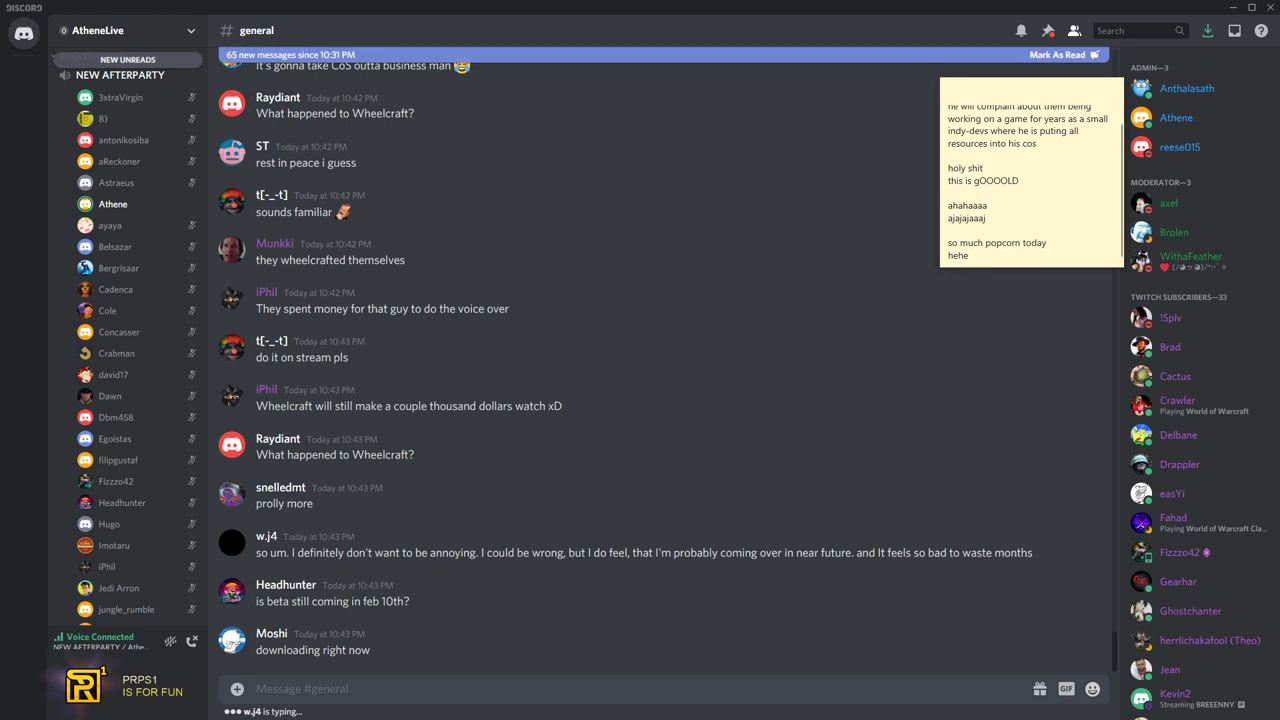 DISCORD
AtheneLive
NEW UNREADS
NEW AFTERPARTY
3xtraVirgin
8)
antonikosiba
aReckoner
Astraeus
Athene
ayaya
Belsazar
Bergrisaar
Cadenca
Cole
Concasser
Crabman
david17
Dawn
Dbm458
Egoistas
filipgustaf
Fizzzo42
Headhunter
Hugo
Imotaru
iPhil
Jedi Arron
jungle_rumble
Voice Connected
NEW AFTERPARTY / Athe...
PRPS1
IS FOR FUN
# general
Search
65 new messages since 10:31 PM
Mark As Read
It's gonna take CoS outta business man 😂
Raydiant Today at 10:42 PM
What happened to Wheelcraft?
ST Today at 10:42 PM
rest in peace i guess
t[-_-t] Today at 10:42 PM
sounds familiar
Munkki Today at 10:42 PM
they wheelcrafted themselves
iPhil Today at 10:42 PM
They spent money for that guy to do the voice over
t[-_-t] Today at 10:43 PM
do it on stream pls
iPhil Today at 10:43 PM
Wheelcraft will still make a couple thousand dollars watch xD
Raydiant Today at 10:43 PM
What happened to Wheelcraft?
snelledmt Today at 10:43 PM
prolly more
w.j4 Today at 10:43 PM
so um. I definitely don't want to be annoying. I could be wrong, but I do feel, that I'm probably coming over in near future. and It feels so bad to waste months
Headhunter Today at 10:43 PM
is beta still coming in feb 10th?
Moshi Today at 10:43 PM
downloading right now
Message #general
GIF
w.j4 is typing...
he will complain about them being
working on a game for years as a small
indy-devs where he is puting all
resources into his cos
holy shit
this is gOOOOLD
ahahaaaa
ajajajaaaj
so much popcorn today
hehe
ADMIN—3
Anthalasath
Athene
reese015
MODERATOR—3
axel
Brolen
WithaFeather
TWITCH SUBSCRIBERS—33
!Spiv
Brad
Cactus
Crawler
Playing World of Warcraft
Delbane
Drappler
easYi
Fahad
Playing World of Warcraft Cla...
Fizzzo42
Gearhar
Ghostchanter
herrlichakafool (Theo)
Jean
Kevin2
Streaming BREEENNY